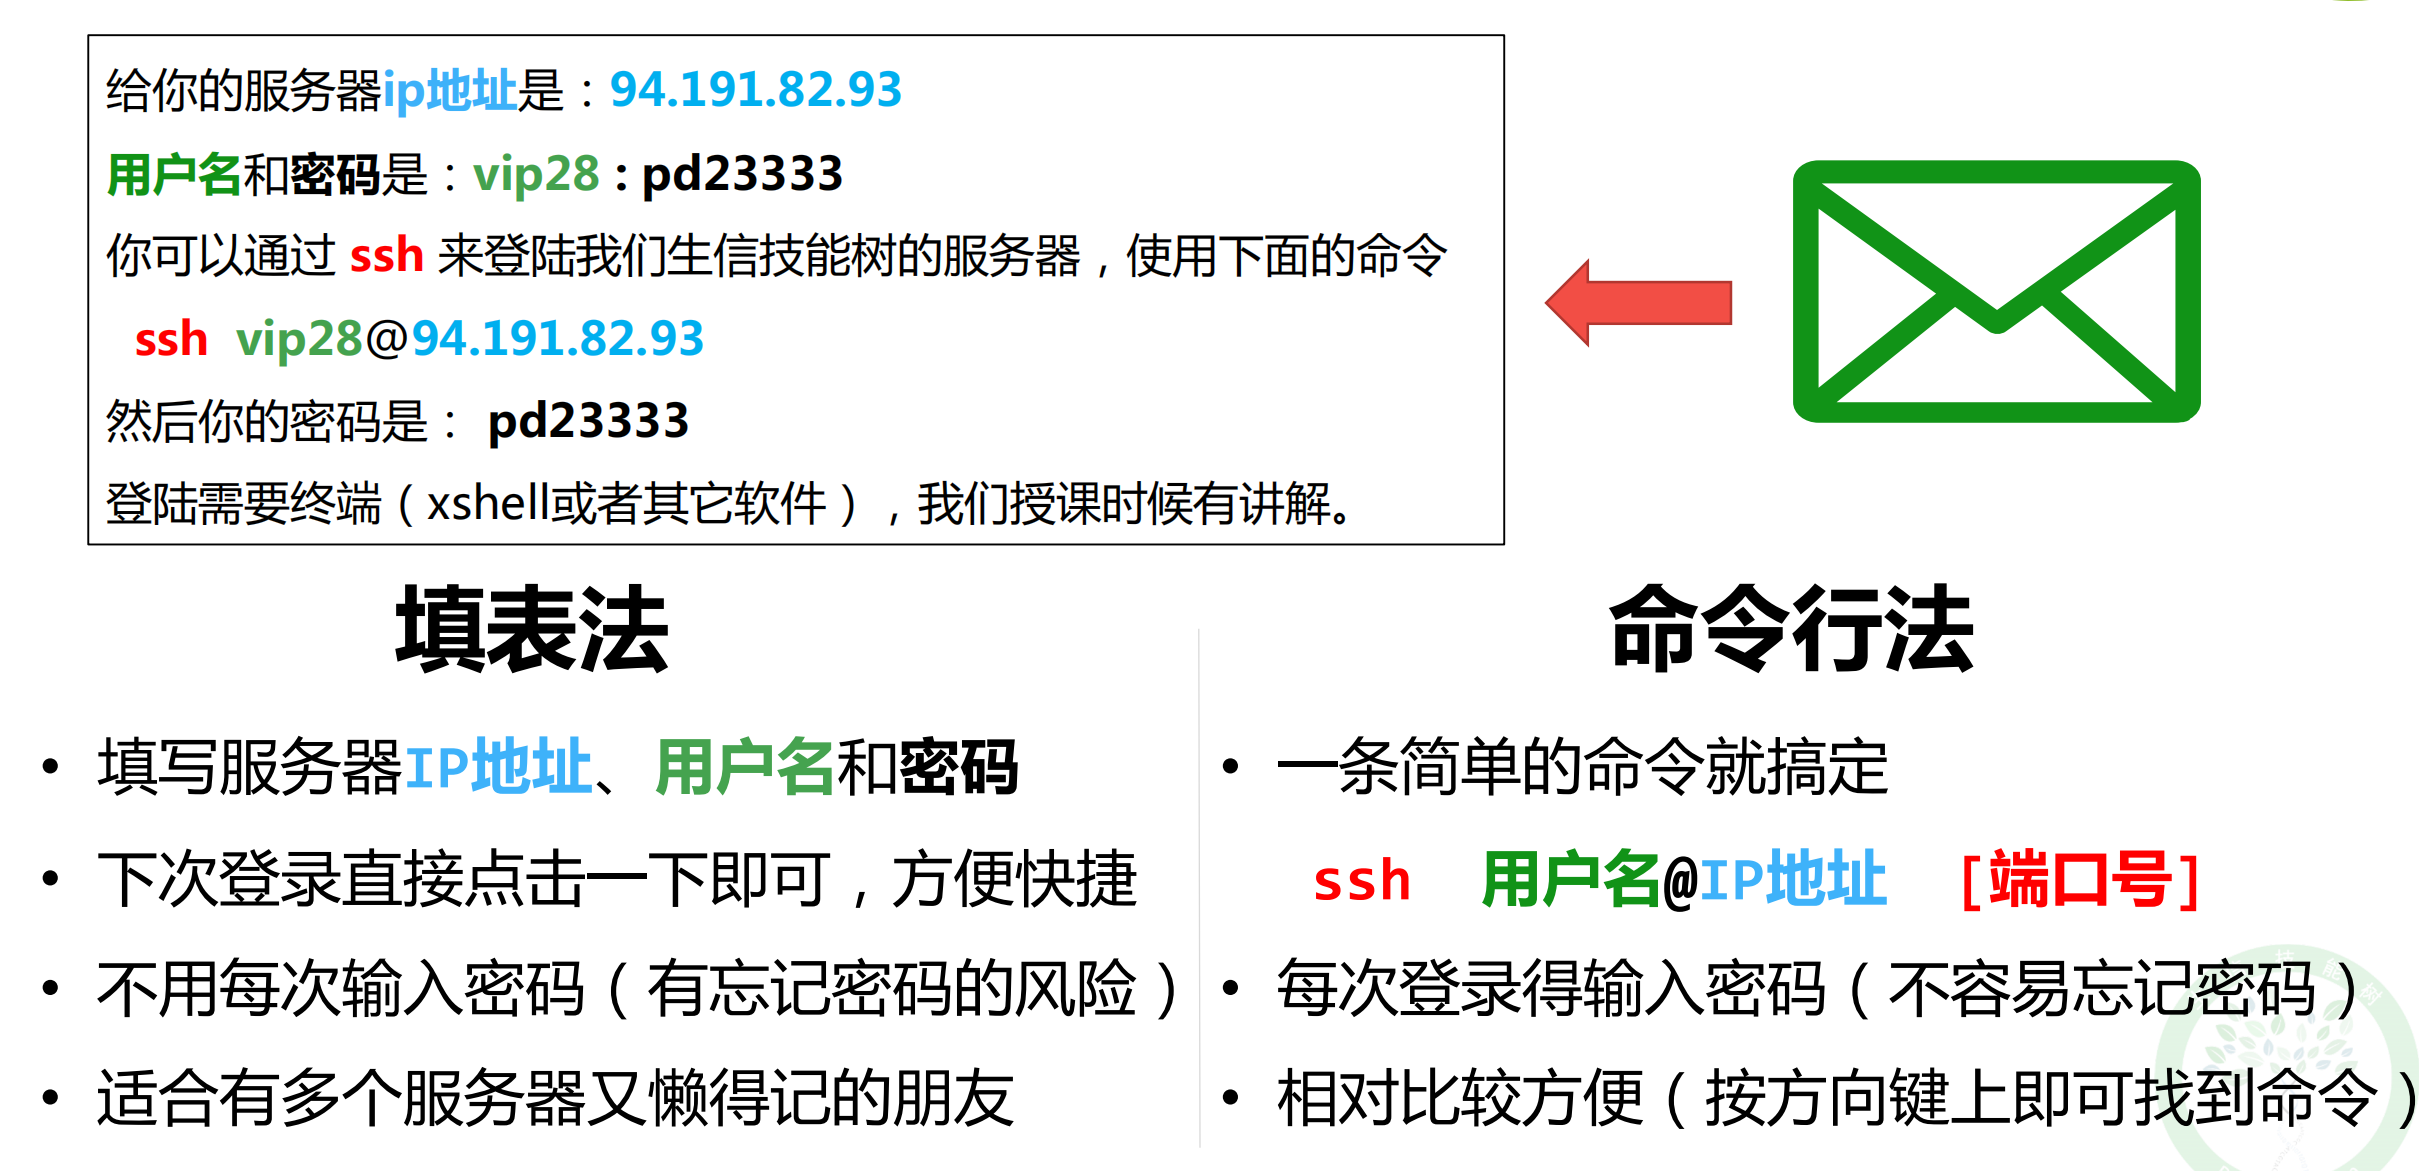 给你的服务器ip地址是：94.191.82.93
用户名和密码是：vip28 : pd23333
你可以通过 ssh 来登陆我们生信技能树的服务器，使用下面的命令
ssh vip28@94.191.82.93
然后你的密码是： pd23333
登陆需要终端（xshell或者其它软件），我们授课时候有讲解。
填表法
• 填写服务器IP地址、用户名和密码
• 下次登录直接点击一下即可，方便快捷
• 不用每次输入密码（有忘记密码的风险）
• 适合有多个服务器又懒得记的朋友
命令行法
• 一条简单的命令就搞定
ssh 用户名@IP地址 [端口号]
• 每次登录得输入密码（不容易忘记密码）
• 相对比较方便（按方向键上即可找到命令）
技能树